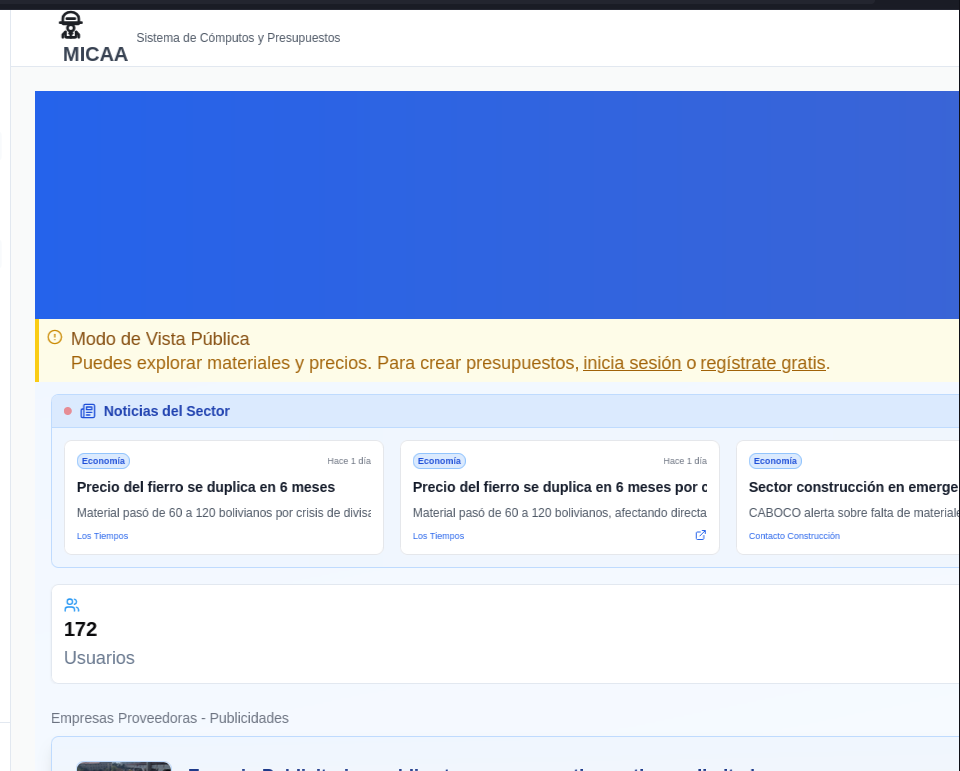 MICAA
Sistema de Cómputos y Presupuestos
Modo de Vista Pública
Puedes explorar materiales y precios. Para crear presupuestos, inicia sesión o regístrate gratis.
Noticias del Sector
Economía
Hace 1 día
Precio del fierro se duplica en 6 meses
Material pasó de 60 a 120 bolivianos por crisis de
Los Tiempos
Economía
Hace 1 día
Precio del fierro se duplica en 6 meses por
Material pasó de 60 a 120 bolivianos, afectando
Los Tiempos
Economía
Sector construcción en
CABOCO alerta sobre falta de
Contacto Construcción
172
Usuarios
Empresas Proveedoras - Publicidades